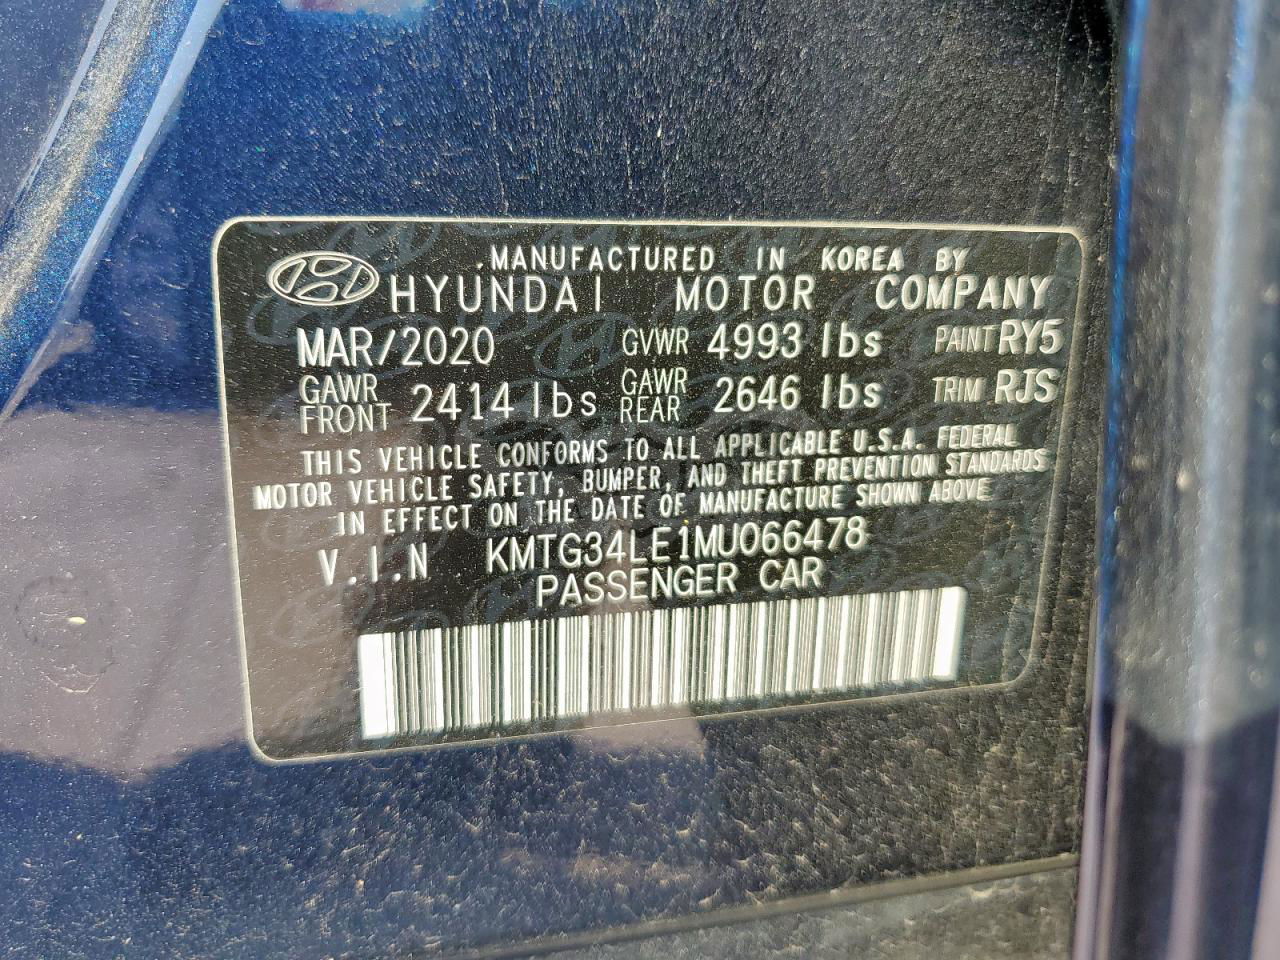 MANUFACTURED IN KOREA BY
HYUNDAI MOTOR COMPANY
MAR/2020 GVWR 4993 lbs PAINT RY5
GAWR FRONT 2414 lbs GAWR REAR 2646 lbs TRIM RJS
THIS VEHICLE CONFORMS TO ALL APPLICABLE U.S.A. FEDERAL
MOTOR VEHICLE SAFETY, BUMPER, AND THEFT PREVENTION STANDARDS
IN EFFECT ON THE DATE OF MANUFACTURE SHOWN ABOVE
V.I.N KMTG34LE1MU066478
PASSENGER CAR